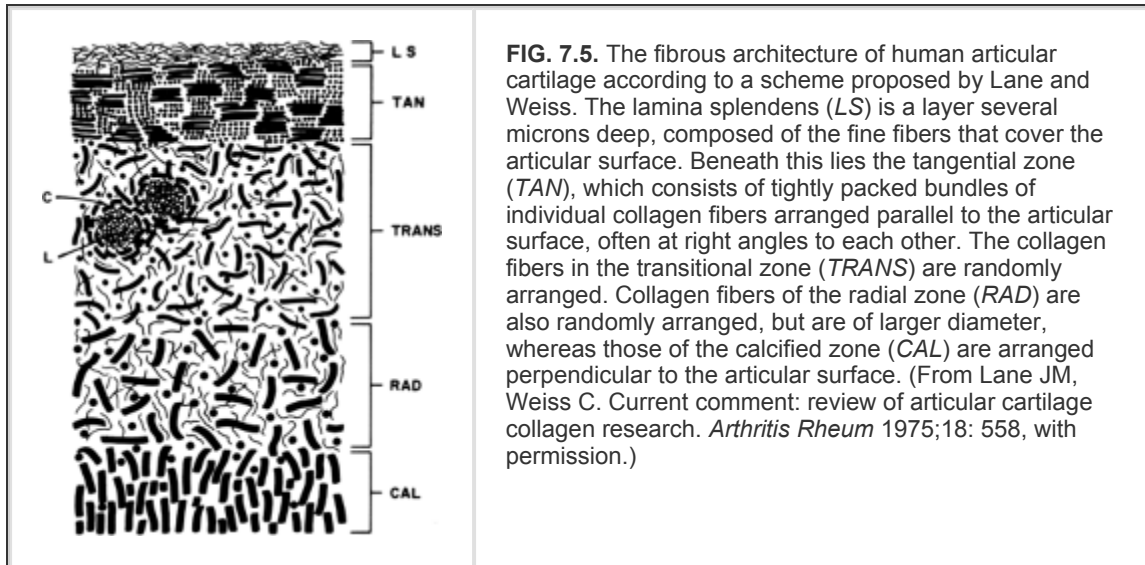 L S
TAN
C
L
TRANS
RAD
CAL
FIG. 7.5. The fibrous architecture of human articular
cartilage according to a scheme proposed by Lane and
Weiss. The lamina splendens (LS) is a layer several
microns deep, composed of the fine fibers that cover the
articular surface. Beneath this lies the tangential zone
(TAN), which consists of tightly packed bundles of
individual collagen fibers arranged parallel to the articular
surface, often at right angles to each other. The collagen
fibers in the transitional zone (TRANS) are randomly
arranged. Collagen fibers of the radial zone (RAD) are
also randomly arranged, but are of larger diameter,
whereas those of the calcified zone (CAL) are arranged
perpendicular to the articular surface. (From Lane JM,
Weiss C. Current comment: review of articular cartilage
collagen research. Arthritis Rheum 1975;18: 558, with
permission.)